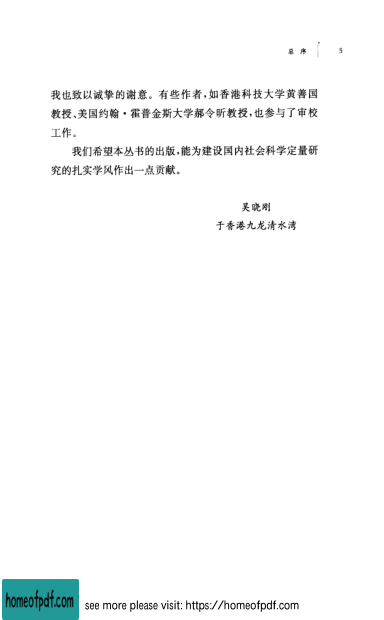 总 序 5
我也致以诚挚的谢意。有些作者,如香港科技大学黄善国
教授、美国约翰·霍普金斯大学郝令昕教授,也参与了审校
工作。
我们希望本丛书的出版,能为建设国内社会科学定量研
究的扎实学风作出一点贡献。
吴晓刚
于香港九龙清水湾
homeofpdf.com
see more please visit: https://homeofpdf.com